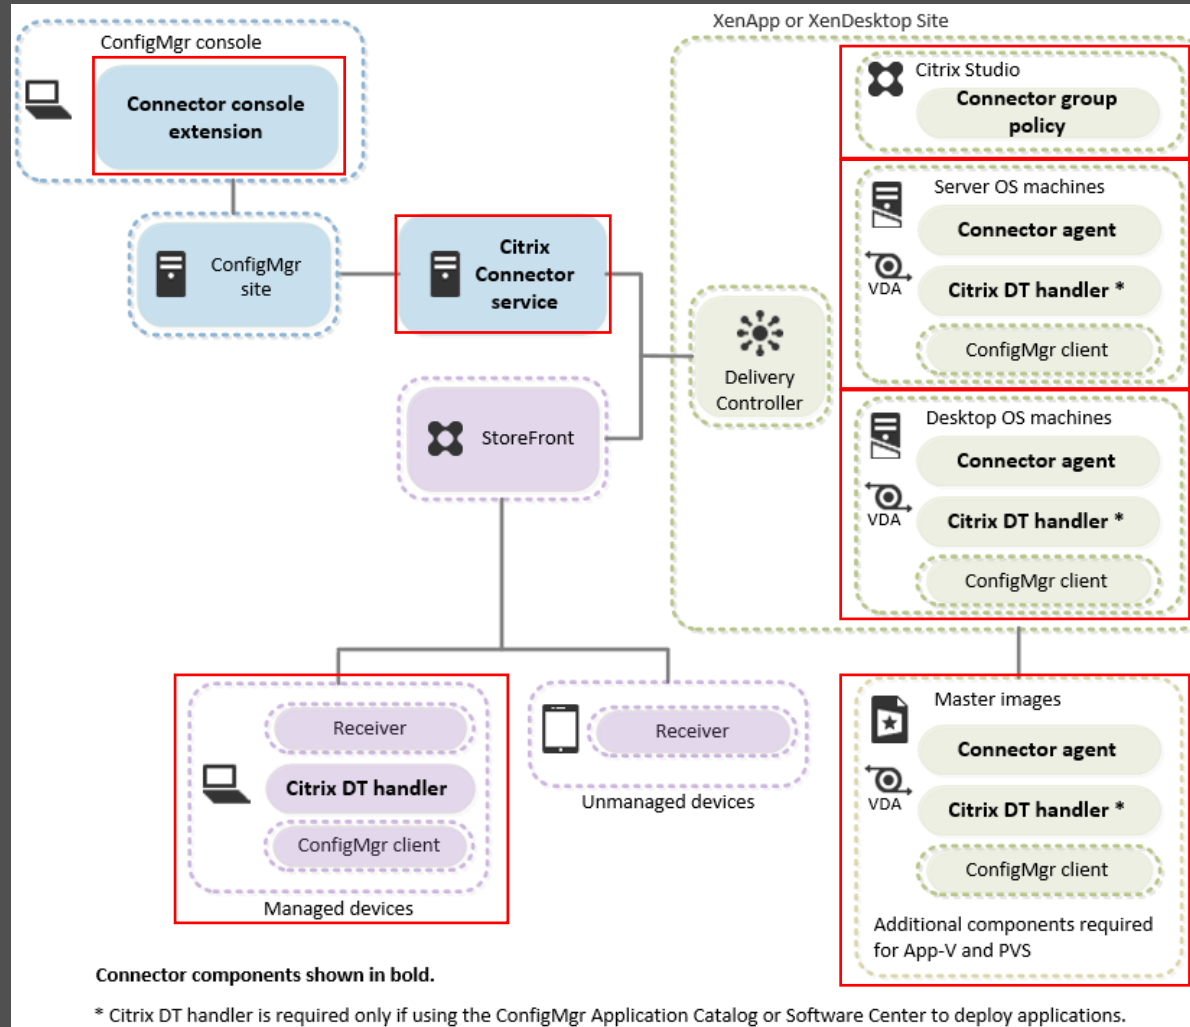 XenApp or XenDesktop Site
ConfigMgr console
Connector console
extension
ConfigMgr
site
Citrix
Connector
service
StoreFront
Delivery
Controller
Citrix Studio
Connector group
policy
Server OS machines
Connector agent
VDA
Citrix DT handler *
ConfigMgr client
Desktop OS machines
Connector agent
VDA
Citrix DT handler *
ConfigMgr client
Receiver
Citrix DT handler
ConfigMgr client
Managed devices
Receiver
Unmanaged devices
Master images
Connector agent
VDA
Citrix DT handler *
ConfigMgr client
Additional components required
for App-V and PVS
Connector components shown in bold.
* Citrix DT handler is required only if using the ConfigMgr Application Catalog or Software Center to deploy applications.